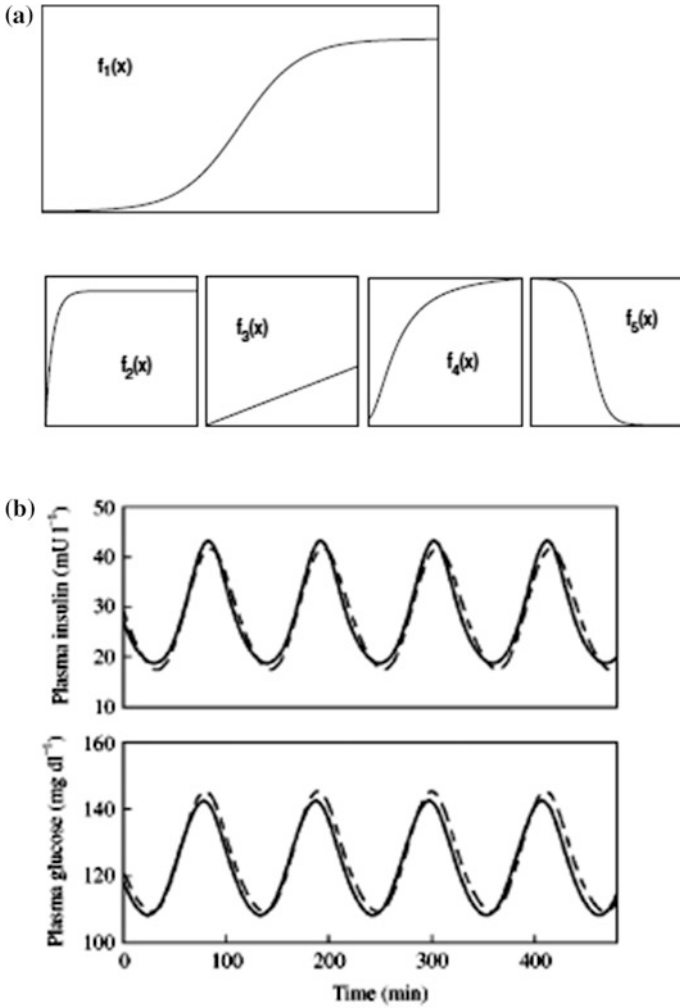 (a)
f₁(x)
f₂(x)
f₃(x)
f₄(x)
f₅(x)
(b)
Plasma insulin (mU l⁻¹)
50
40
30
20
10
Plasma glucose (mg dl⁻¹)
160
140
120
100
0 100 200 300 400
Time (min)